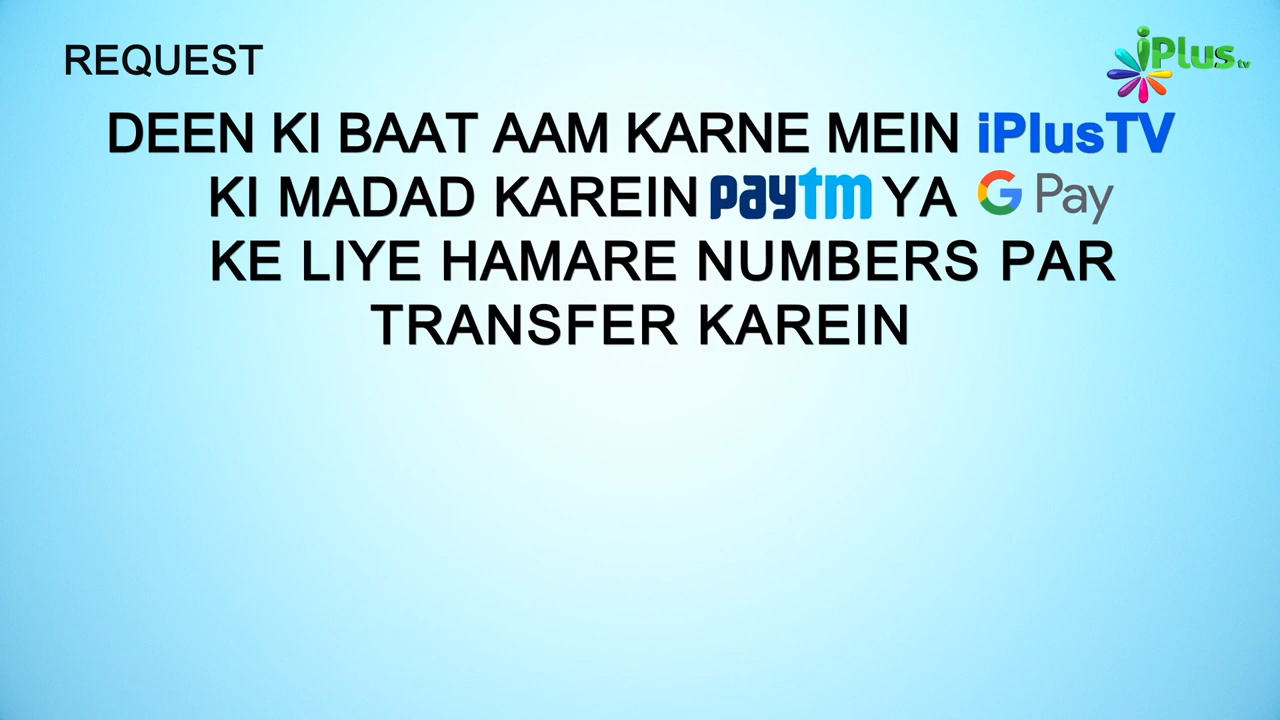 REQUEST
iPlus tv
DEEN KI BAAT AAM KARNE MEIN iPlusTV
KI MADAD KAREIN paytm YA G Pay
KE LIYE HAMARE NUMBERS PAR
TRANSFER KAREIN